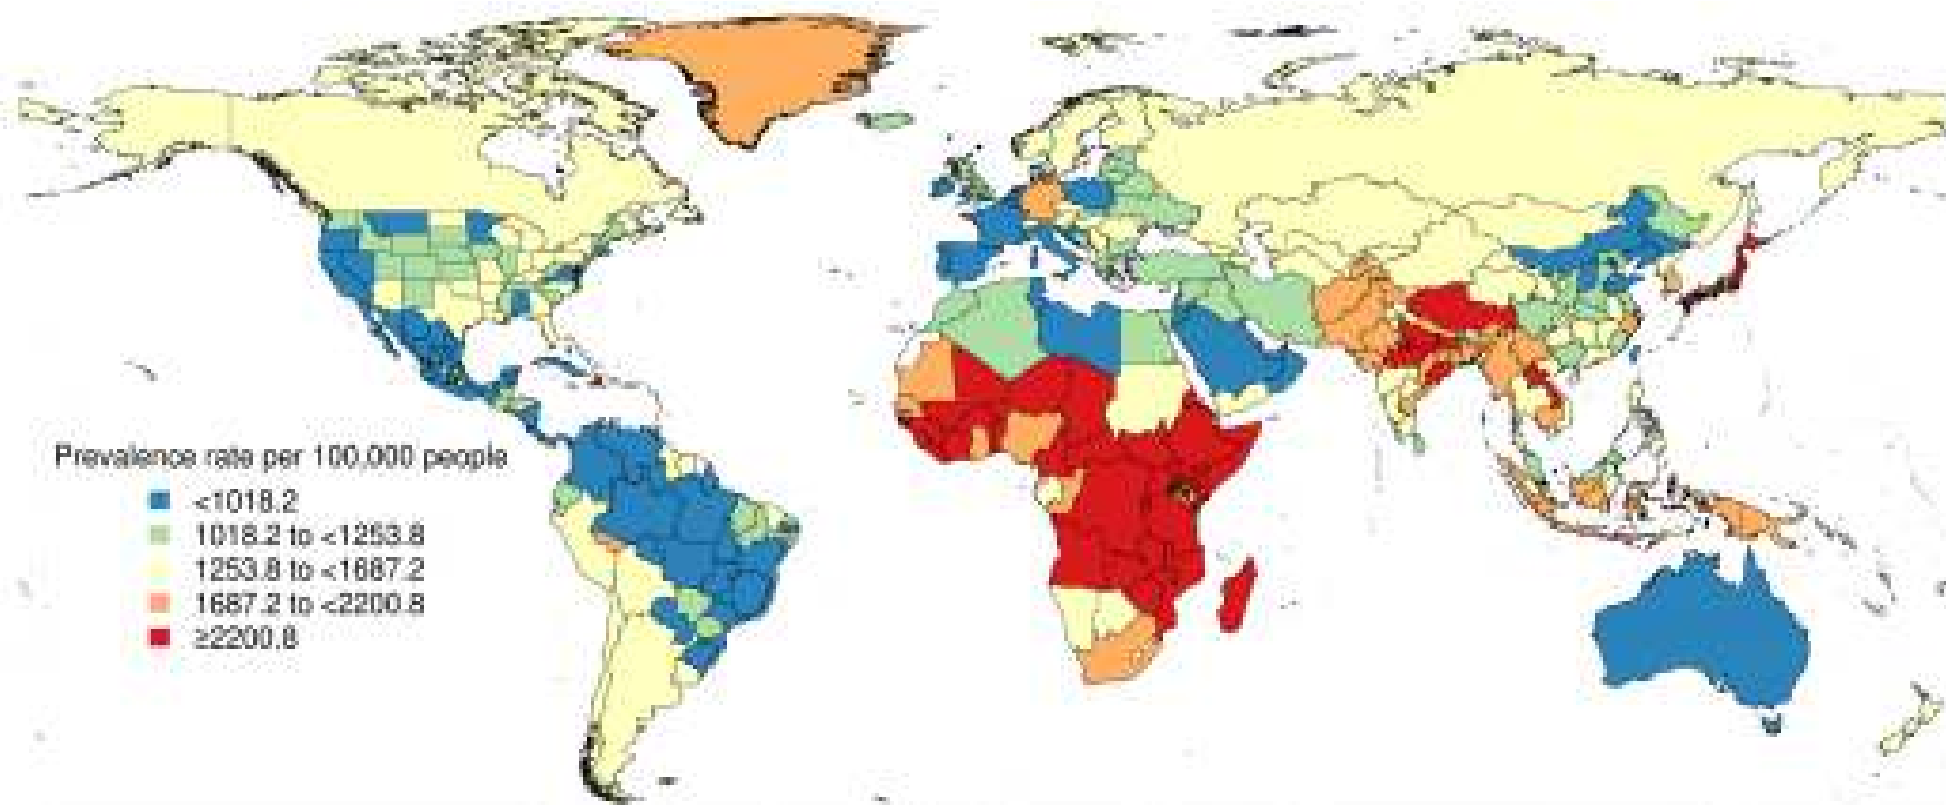 Prevalence rate per 100,000 people
<1018.2
1018.2 to <1253.8
1253.8 to <1687.2
1687.2 to <2200.8
≥2200.8